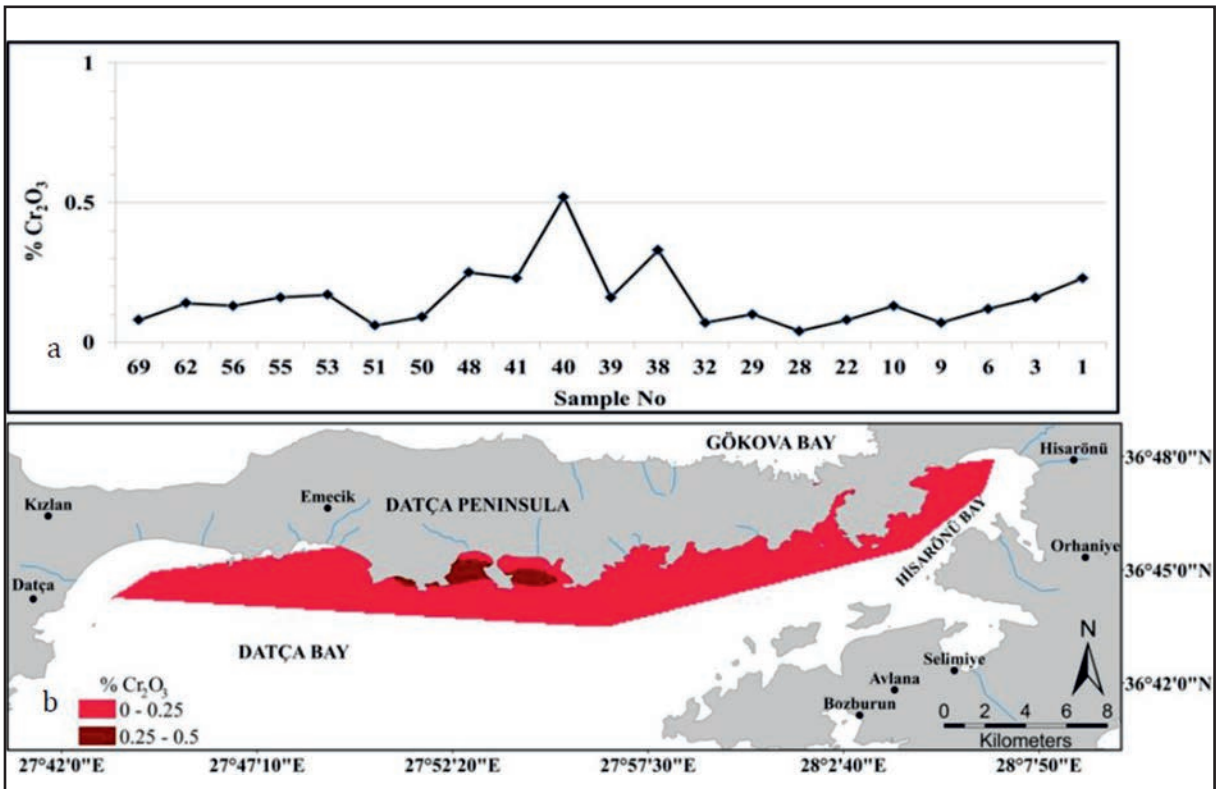 1
0.5
0
% Cr₂O₃
a
69 62 56 55 53 51 50 48 41 40 39 38 32 29 28 22 10 9 6 3 1
Sample No
GÖKOVA BAY
Hisarönü
36°48'0"N
Kızlan
Emecik
DATÇA PENINSULA
HİSARÖNÜ BAY
Orhaniye
36°45'0"N
Datça
DATÇA BAY
N
Selimiye
Avlana
Bozburun
36°42'0"N
b
% Cr₂O₃
0 - 0.25
0.25 - 0.5
0 2 4 6 8
Kilometers
27°42'0"E 27°47'10"E 27°52'20"E 27°57'30"E 28°2'40"E 28°7'50"E